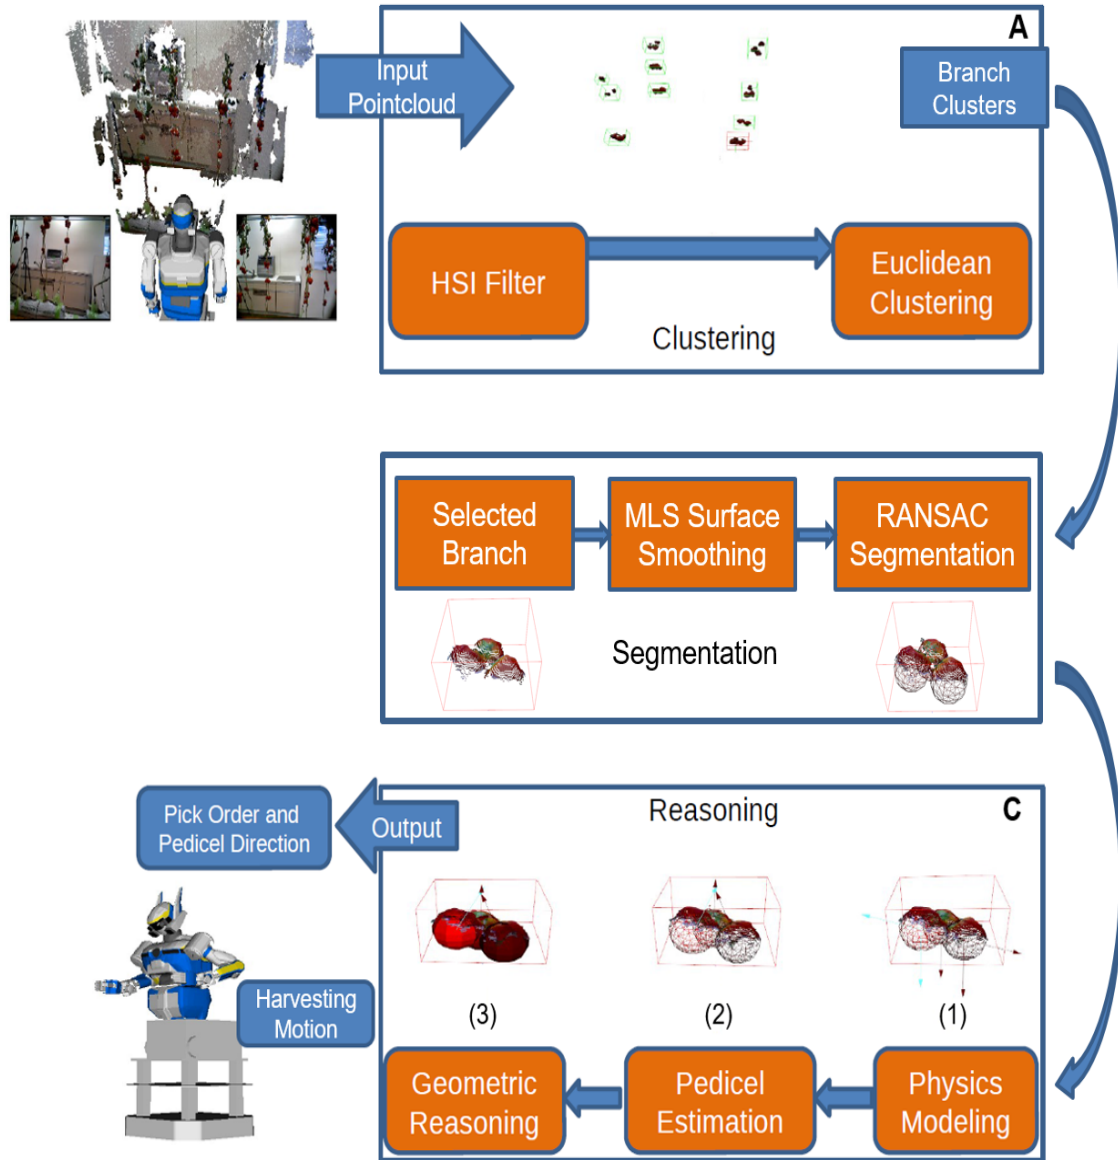 A
Input
Pointcloud
Branch
Clusters
HSI Filter
Euclidean
Clustering
Clustering
Selected
Branch
MLS Surface
Smoothing
RANSAC
Segmentation
Segmentation
Pick Order and
Pedicel Direction
Output
Reasoning
C
Harvesting
Motion
(3)
(2)
(1)
Geometric
Reasoning
Pedicel
Estimation
Physics
Modeling